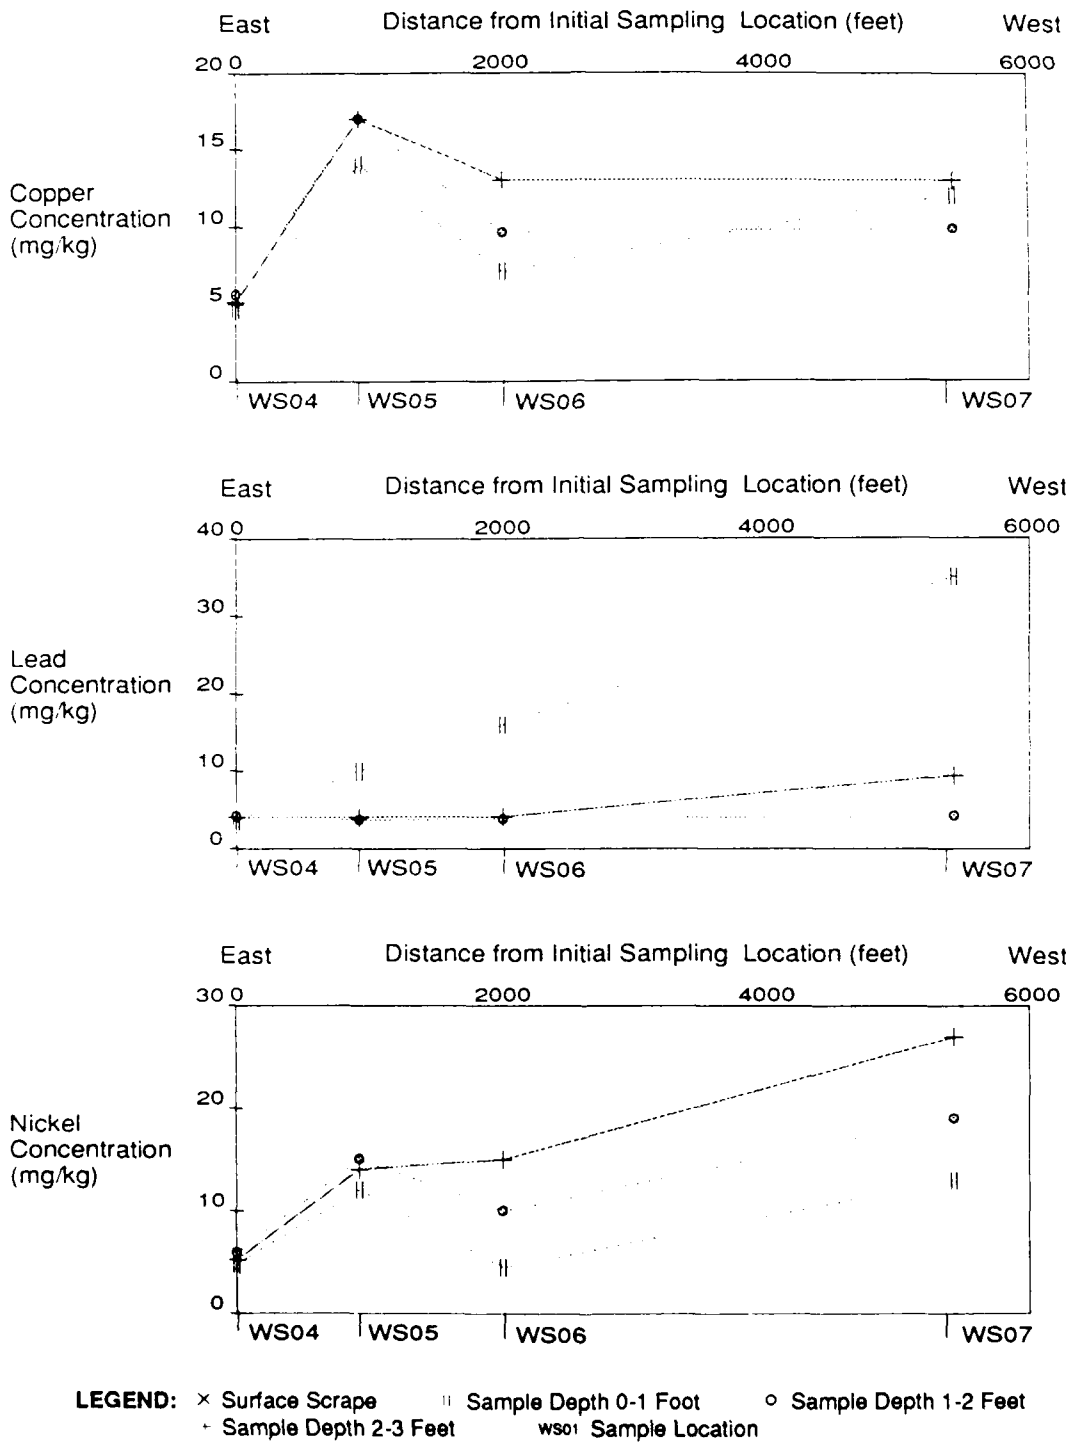 East Distance from Initial Sampling Location (feet) West
20 0 2000 4000 6000
15
Copper
Concentration
(mg/kg)
10
5
0
WS04 WS05 WS06 WS07
East Distance from Initial Sampling Location (feet) West
40 0 2000 4000 6000
30
Lead
Concentration
(mg/kg)
20
10
0
WS04 WS05 WS06 WS07
East Distance from Initial Sampling Location (feet) West
30 0 2000 4000 6000
20
Nickel
Concentration
(mg/kg)
10
0
WS04 WS05 WS06 WS07
LEGEND: × Surface Scrape || Sample Depth 0-1 Foot o Sample Depth 1-2 Feet
+ Sample Depth 2-3 Feet WS01 Sample Location